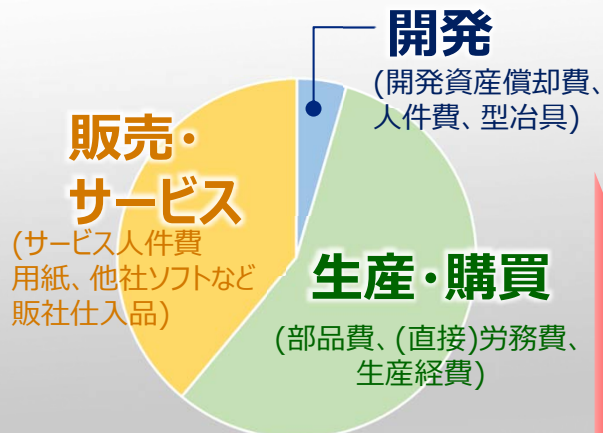 開発
(開発資産償却費、
人件費、型冶具)
販売・
サービス
(サービス人件費
用紙、他社ソフトなど
販社仕入品)
生産・購買
(部品費、(直接)労務費、
生産経費)